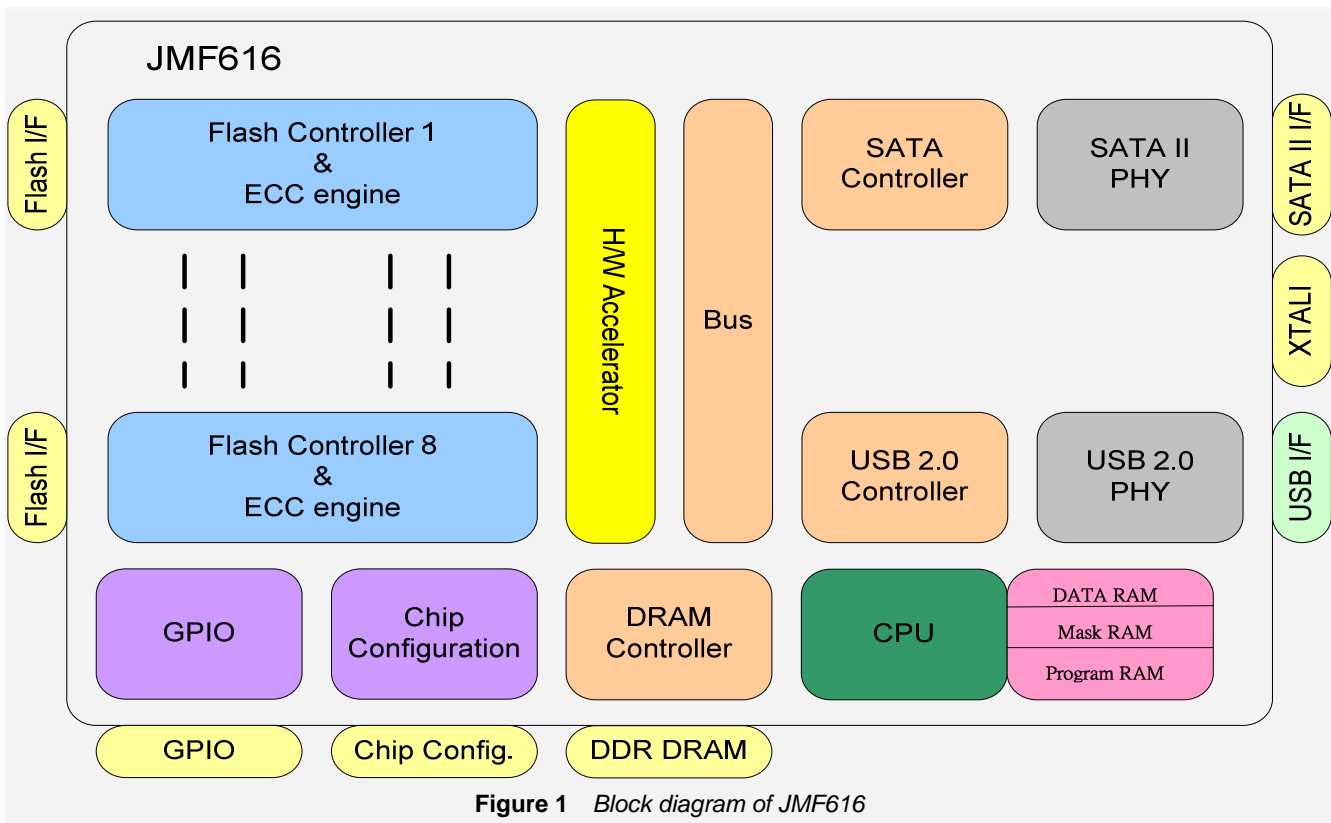 JMF616
Flash I/F
Flash Controller 1
&
ECC engine
H/W Accelerator
Bus
SATA
Controller
SATA II
PHY
SATA II I/F
XTALI
Flash I/F
Flash Controller 8
&
ECC engine
USB 2.0
Controller
USB 2.0
PHY
USB I/F
GPIO
Chip
Configuration
DRAM
Controller
CPU
DATA RAM
Mask RAM
Program RAM
GPIO
Chip Config.
DDR DRAM
Figure 1 Block diagram of JMF616